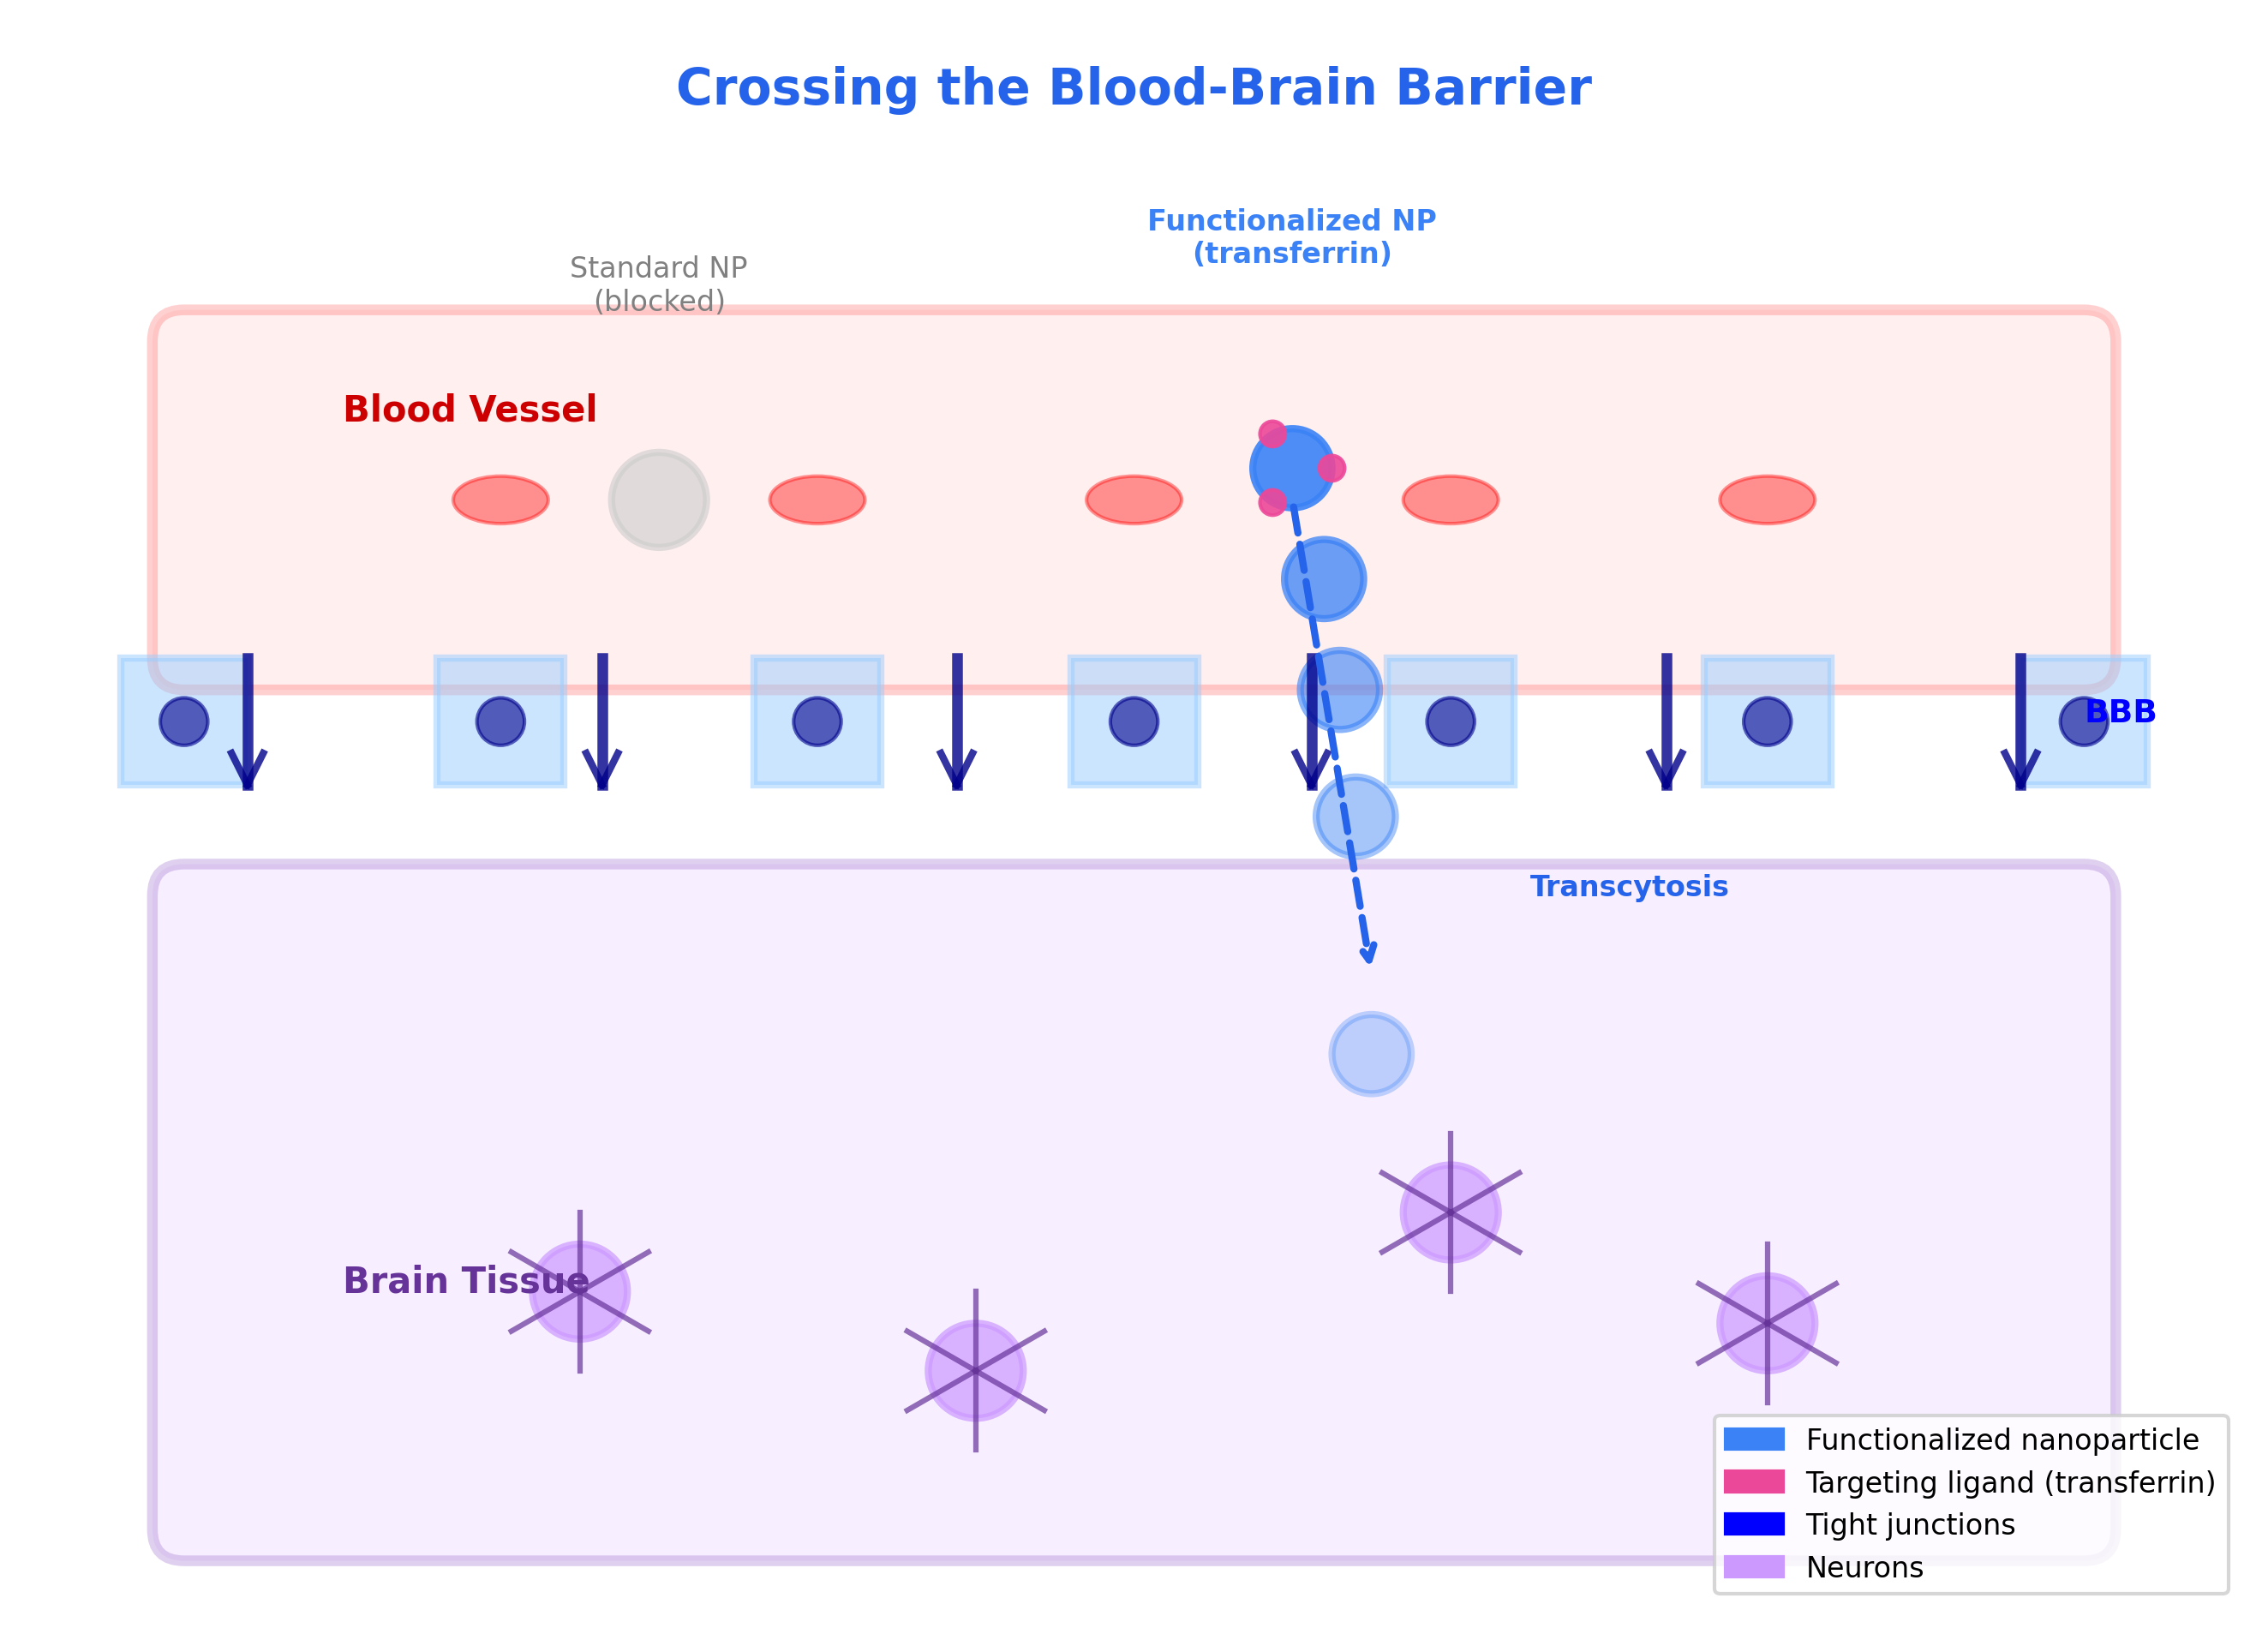 Crossing the Blood-Brain Barrier
Functionalized NP
(transferrin)
Standard NP
(blocked)
Blood Vessel
BBB
Transcytosis
Brain Tissue
Functionalized nanoparticle
Targeting ligand (transferrin)
Tight junctions
Neurons